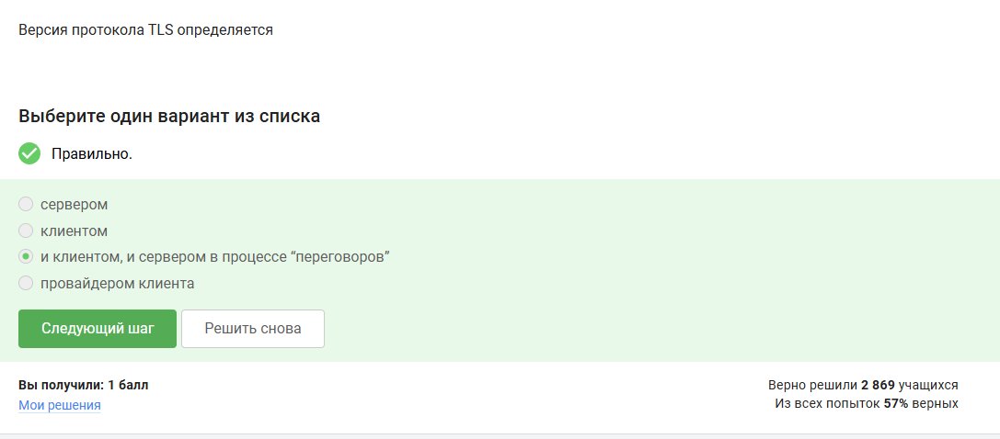 Версия протокола TLS определяется
Выберите один вариант из списка
Правильно.
сервером
клиентом
и клиентом, и сервером в процессе “переговоров”
провайдером клиента
Следующий шаг
Решить снова
Вы получили: 1 балл
Мои решения
Верно решили 2 869 учащихся
Из всех попыток 57% верных